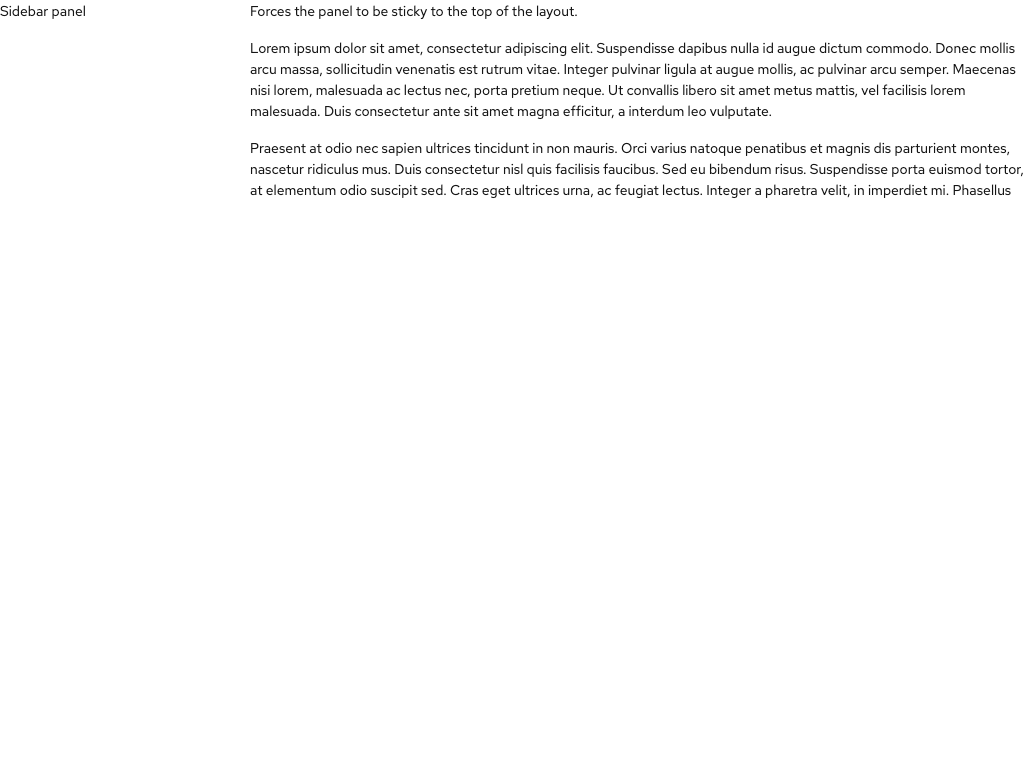 Sidebar panel
Forces the panel to be sticky to the top of the layout.
Lorem ipsum dolor sit amet, consectetur adipiscing elit. Suspendisse dapibus nulla id augue dictum commodo. Donec mollis
arcu massa, sollicitudin venenatis est rutrum vitae. Integer pulvinar ligula at augue mollis, ac pulvinar arcu semper. Maecenas
nisi lorem, malesuada ac lectus nec, porta pretium neque. Ut convallis libero sit amet metus mattis, vel facilisis lorem
malesuada. Duis consectetur ante sit amet magna efficitur, a interdum leo vulputate.
Praesent at odio nec sapien ultrices tincidunt in non mauris. Orci varius natoque penatibus et magnis dis parturient montes,
nascetur ridiculus mus. Duis consectetur nisl quis facilisis faucibus. Sed eu bibendum risus. Suspendisse porta euismod tortor,
at elementum odio suscipit sed. Cras eget ultrices urna, ac feugiat lectus. Integer a pharetra velit, in imperdiet mi. Phasellus